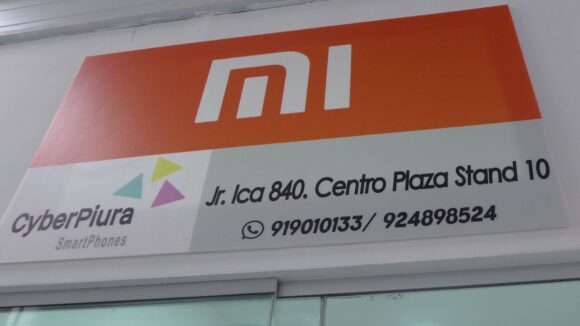 mi
CyberPiura
SmartPhones
Jr. Ica 840. Centro Plaza Stand 10
919010133/ 924898524